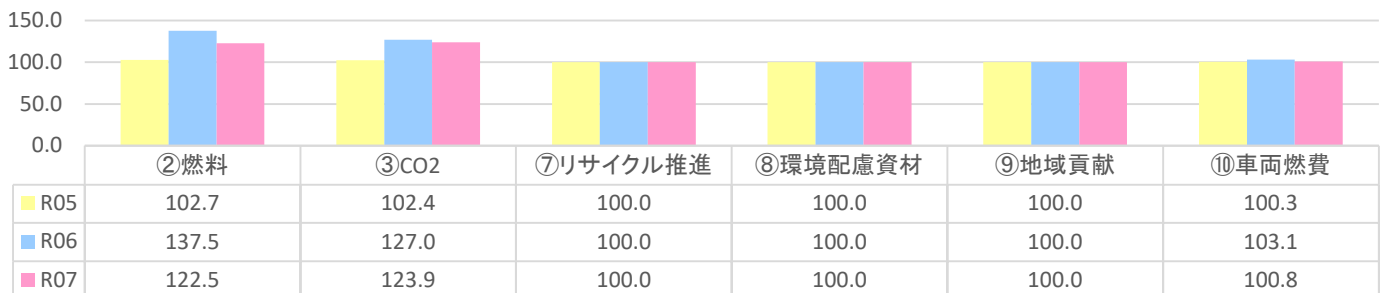 150.0
100.0
50.0
0.0
②燃料 ③CO2 ⑦リサイクル推進 ⑧環境配慮資材 ⑨地域貢献 ⑩車両燃費
R05 102.7 102.4 100.0 100.0 100.0 100.3
R06 137.5 127.0 100.0 100.0 100.0 103.1
R07 122.5 123.9 100.0 100.0 100.0 100.8